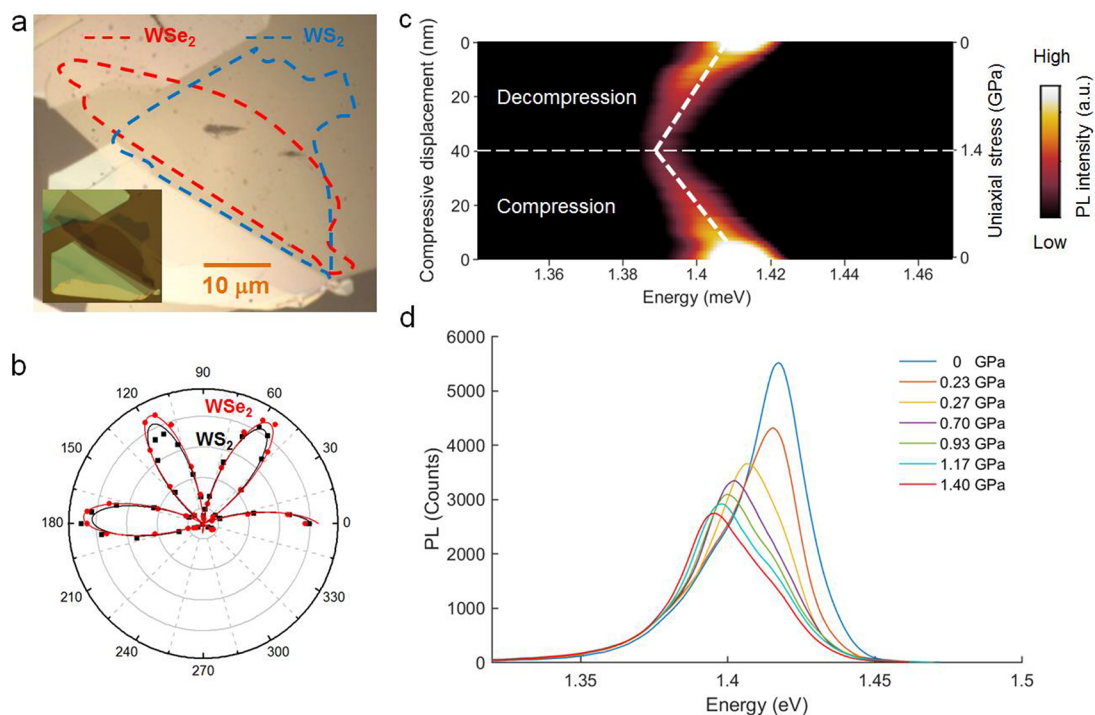 a
WSe2
WS2
10 μm
b
90
120
60
150
30
180
0
210
330
240
300
270
WSe2
WS2
c
Compressive displacement (nm)
0
20
40
20
0
Decompression
Compression
0
1.4
0
Uniaxial stress (GPa)
1.36
1.38
1.40
1.42
1.44
1.46
Energy (meV)
High
PL intensity (a.u.)
Low
d
PL (Counts)
6000
5000
4000
3000
2000
1000
0
1.35
1.4
1.45
1.5
Energy (eV)
0 GPa
0.23 GPa
0.27 GPa
0.70 GPa
0.93 GPa
1.17 GPa
1.40 GPa